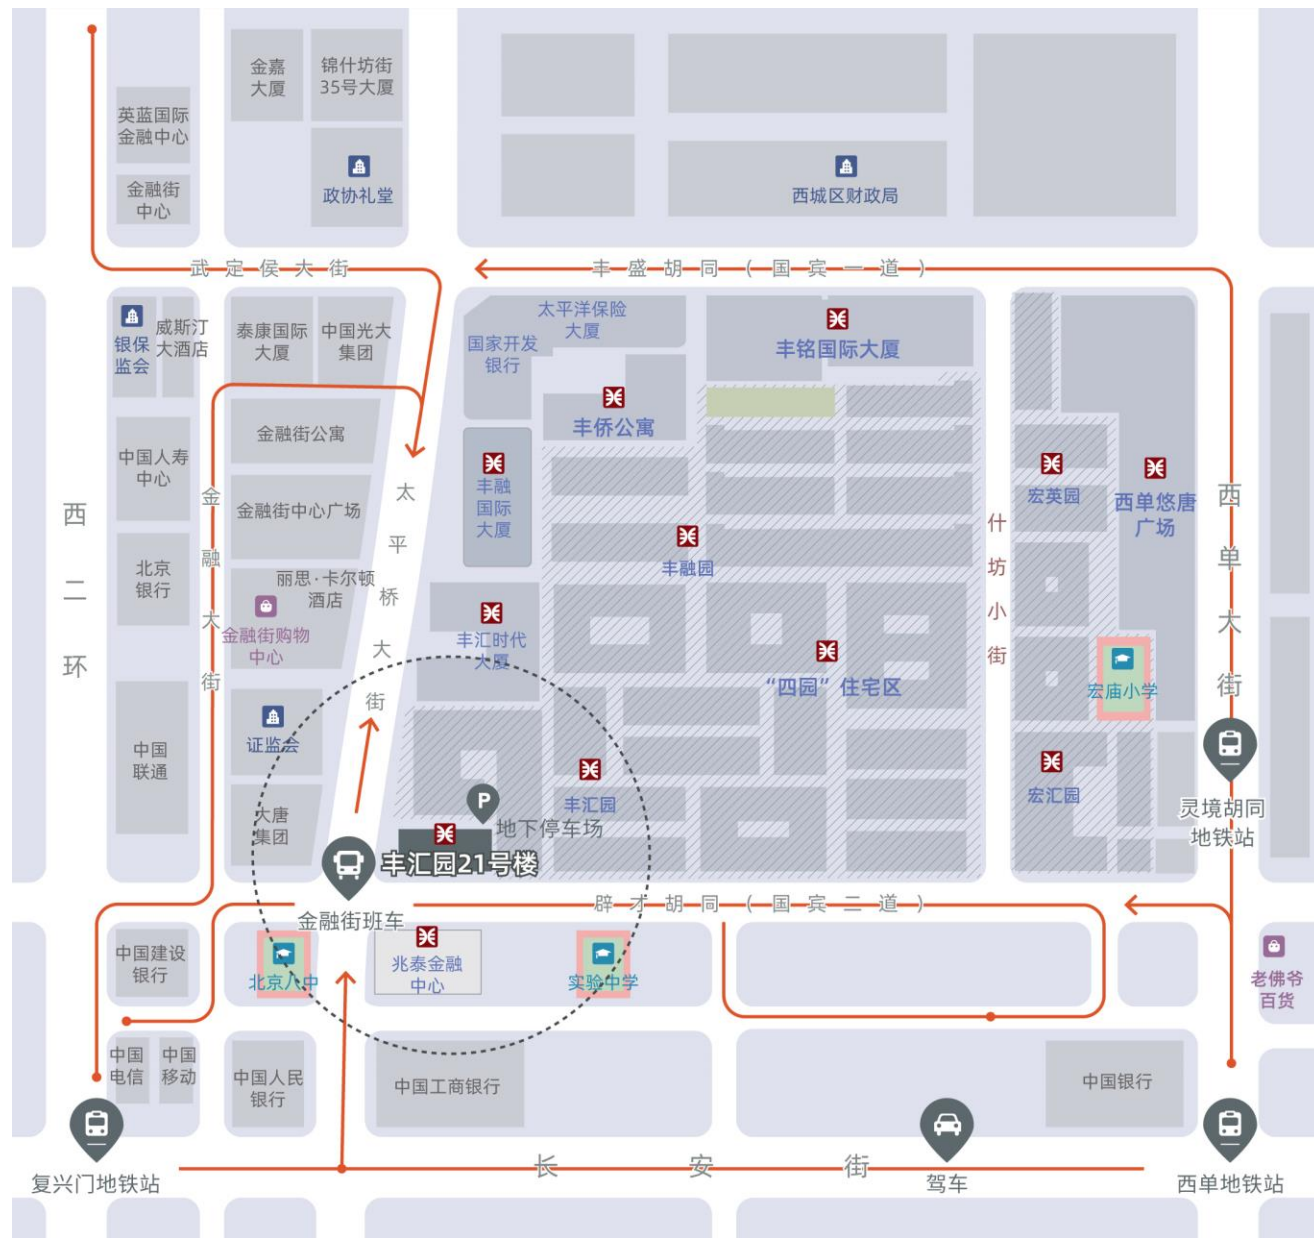 金嘉
大厦
锦什坊街
35号大厦
英蓝国际
金融中心
金融街
中心
政协礼堂
西城区财政局
武定侯大街
丰盛胡同(国宾一道)
银保
监会
威斯汀
大酒店
泰康国际
大厦
中国光大
集团
太平洋保险
大厦
国家开发
银行
丰铭国际大厦
丰侨公寓
金融街公寓
中国人寿
中心
丰融
国际
大厦
宏英园
西单悠唐
广场
金融街中心广场
西二环
金融大街
太平桥大街
什坊小街
西单大街
北京
银行
丰融园
丽思·卡尔顿
酒店
金融街购物
中心
丰汇时代
大厦
“四园”住宅区
宏庙小学
证监会
中国
联通
丰汇园
宏汇园
灵境胡同
地铁站
大唐
集团
P
地下停车场
丰汇园21号楼
金融街班车
辟才胡同(国宾二道)
中国建设
银行
北京八中
兆泰金融
中心
实验中学
老佛爷
百货
中国
电信
中国
移动
中国人民
银行
中国工商银行
中国银行
复兴门地铁站
长安街
驾车
西单地铁站